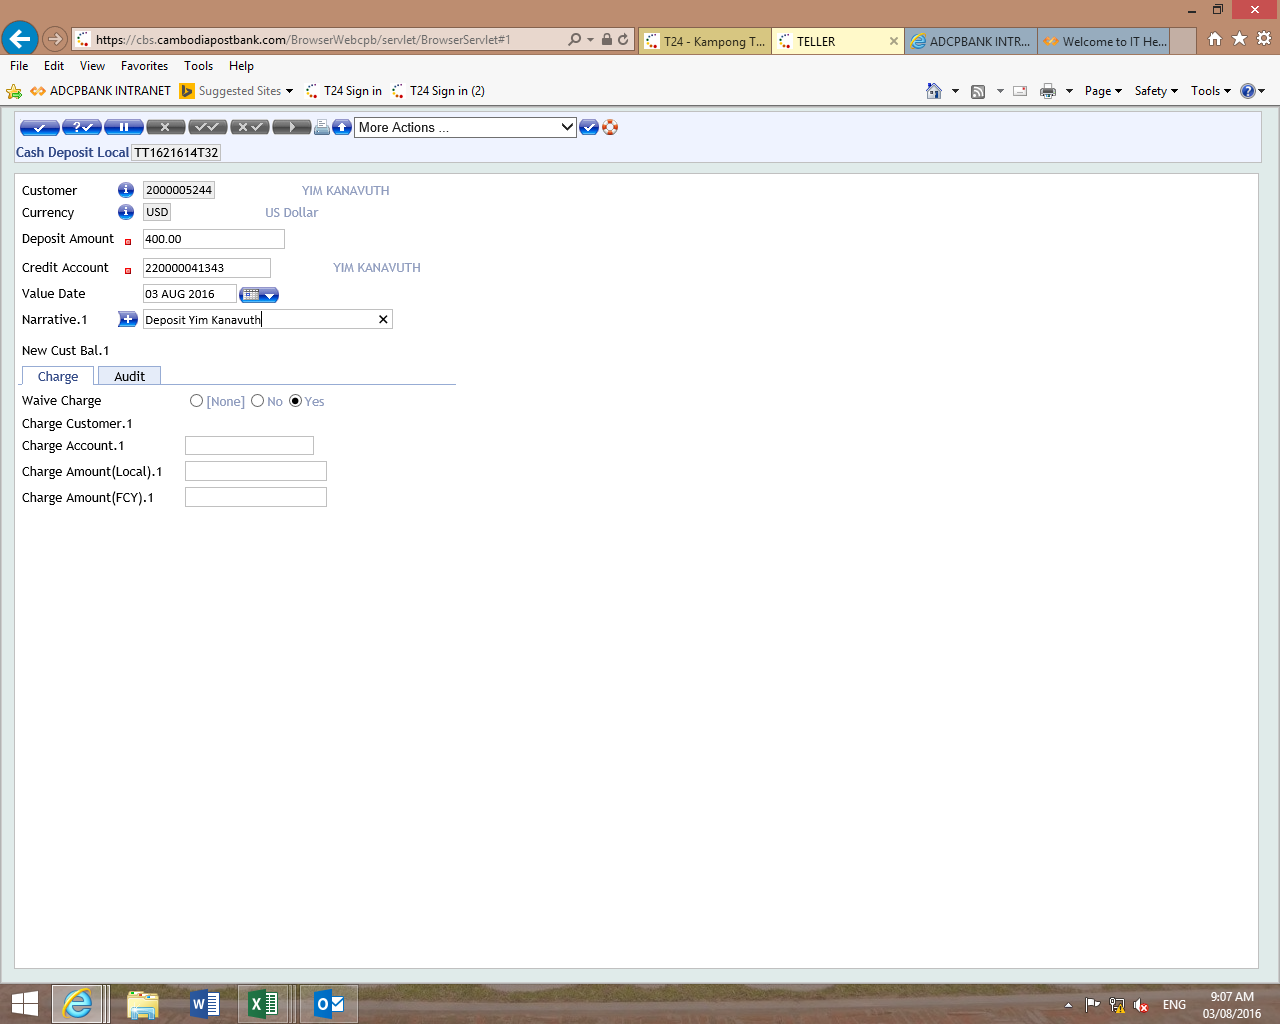 https://cbs.cambodiapostbank.com/BrowserWebcpb/servlet/BrowserServlet#1
T24 - Kampong T...
TELLER
ADCPBANK INTR...
Welcome to IT He...
File Edit View Favorites Tools Help
ADCPBANK INTRANET Suggested Sites T24 Sign in T24 Sign in (2) Page Safety Tools
More Actions ...
Cash Deposit Local TT1621614T32
Customer 2000005244 YIM KANAVUTH
Currency USD US Dollar
Deposit Amount 400.00
Credit Account 220000041343 YIM KANAVUTH
Value Date 03 AUG 2016
Narrative.1 Deposit Yim Kanavuth
New Cust Bal.1
Charge Audit
Waive Charge [None] No Yes
Charge Customer.1
Charge Account.1
Charge Amount(Local).1
Charge Amount(FCY).1
ENG
9:07 AM
03/08/2016